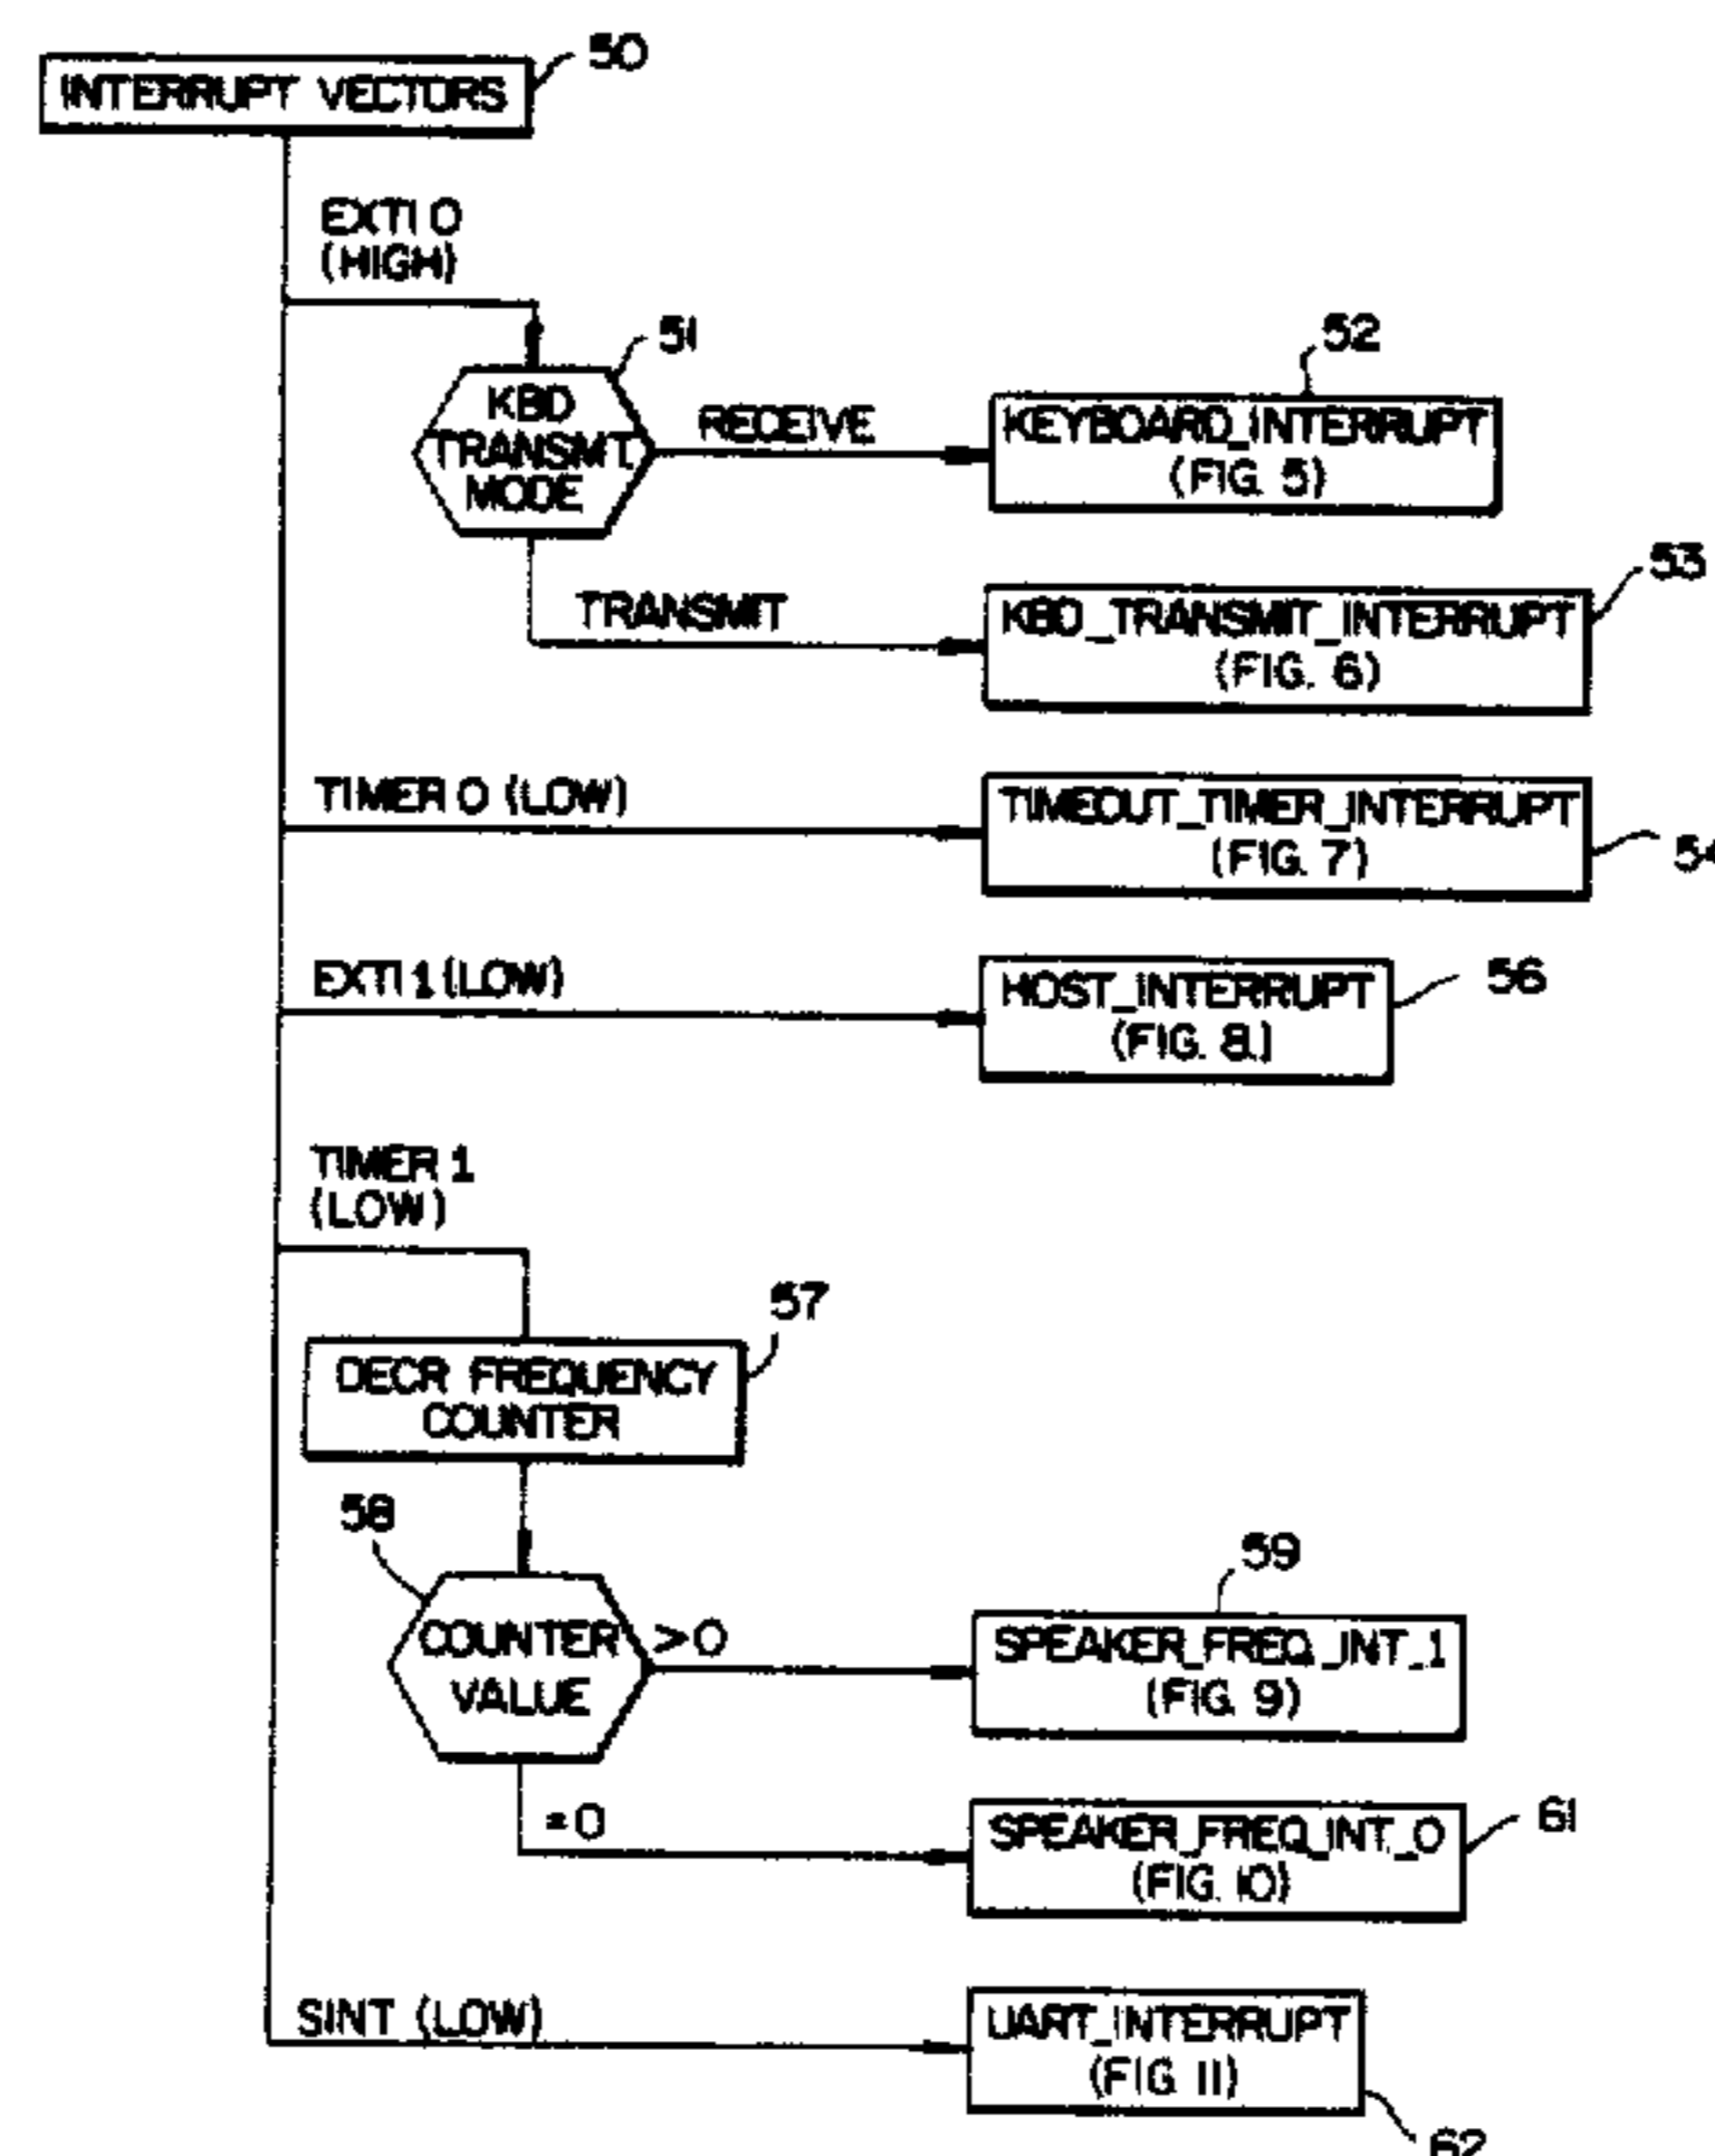 INTERRUPT VECTORS
50
EXTI 0
(HIGH)
51
KBD
TRANSMT.
MODE
RECEIVE
52
KEYBOARD_INTERRUPT
(FIG. 5)
TRANSMIT
53
KBD_TRANSMIT_INTERRUPT
(FIG. 6)
TIMER 0 (LOW)
TIMEOUT_TIMER_INTERRUPT
(FIG. 7)
54
EXTI 1 (LOW)
HOST_INTERRUPT
(FIG. 8)
56
TIMER 1
(LOW)
57
DECR FREQUENCY
COUNTER
58
COUNTER
VALUE
>0
59
SPEAKER_FREQ_INT_1
(FIG. 9)
=0
SPEAKER_FREQ_INT_0
(FIG. 10)
61
SINT (LOW)
UART_INTERRUPT
(FIG. 11)
62